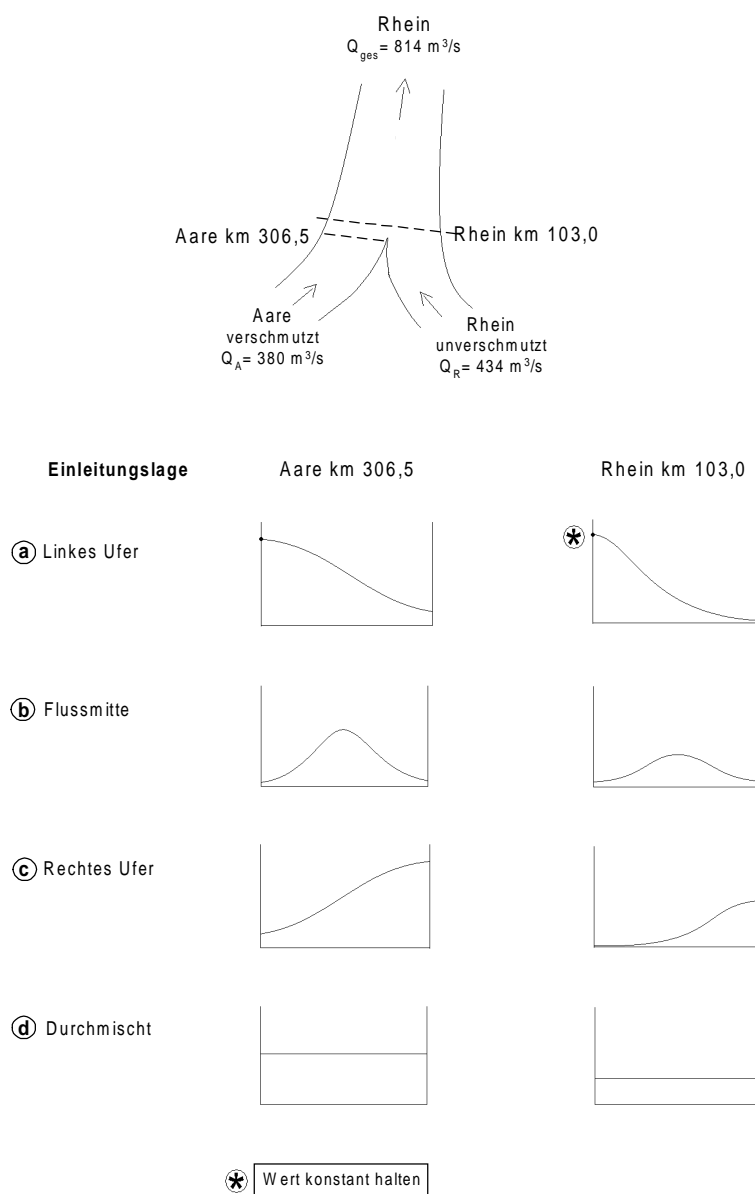 Rhein
Q_ges = 814 m³/s
Aare km 306,5
Rhein km 103,0
Aare
verschmutzt
Q_A = 380 m³/s
Rhein
unverschmutzt
Q_R = 434 m³/s
Einleitungslage Aare km 306,5 Rhein km 103,0
a Linkes Ufer
*
b Flussmitte
c Rechtes Ufer
d Durchmischt
* Wert konstant halten